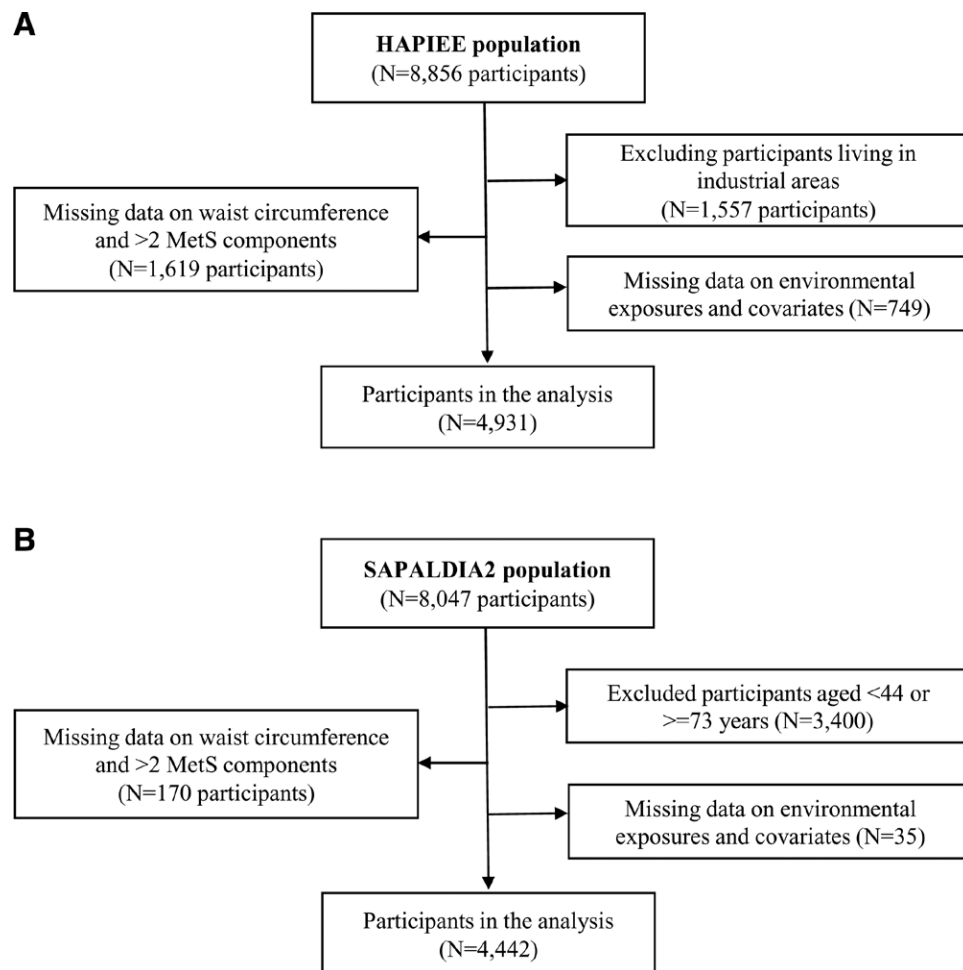 A
HAPIEE population
(N=8,856 participants)
Excluding participants living in
industrial areas
(N=1,557 participants)
Missing data on waist circumference
and >2 MetS components
(N=1,619 participants)
Missing data on environmental
exposures and covariates (N=749)
Participants in the analysis
(N=4,931)
B
SAPALDIA2 population
(N=8,047 participants)
Excluded participants aged <44 or
>=73 years (N=3,400)
Missing data on waist circumference
and >2 MetS components
(N=170 participants)
Missing data on environmental
exposures and covariates (N=35)
Participants in the analysis
(N=4,442)